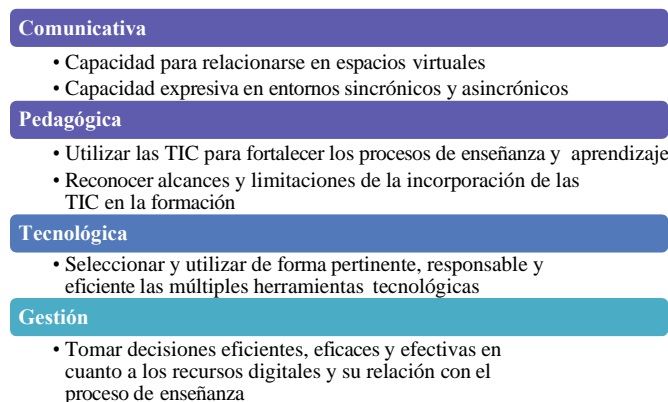 Comunicativa
• Capacidad para relacionarse en espacios virtuales
• Capacidad expresiva en entornos sincrónicos y asincrónicos
Pedagógica
• Utilizar las TIC para fortalecer los procesos de enseñanza y aprendizaje
• Reconocer alcances y limitaciones de la incorporación de las
TIC en la formación
Tecnológica
• Seleccionar y utilizar de forma pertinente, responsable y
eficiente las múltiples herramientas tecnológicas
Gestión
• Tomar decisiones eficientes, eficaces y efectivas en
cuanto a los recursos digitales y su relación con el
proceso de enseñanza